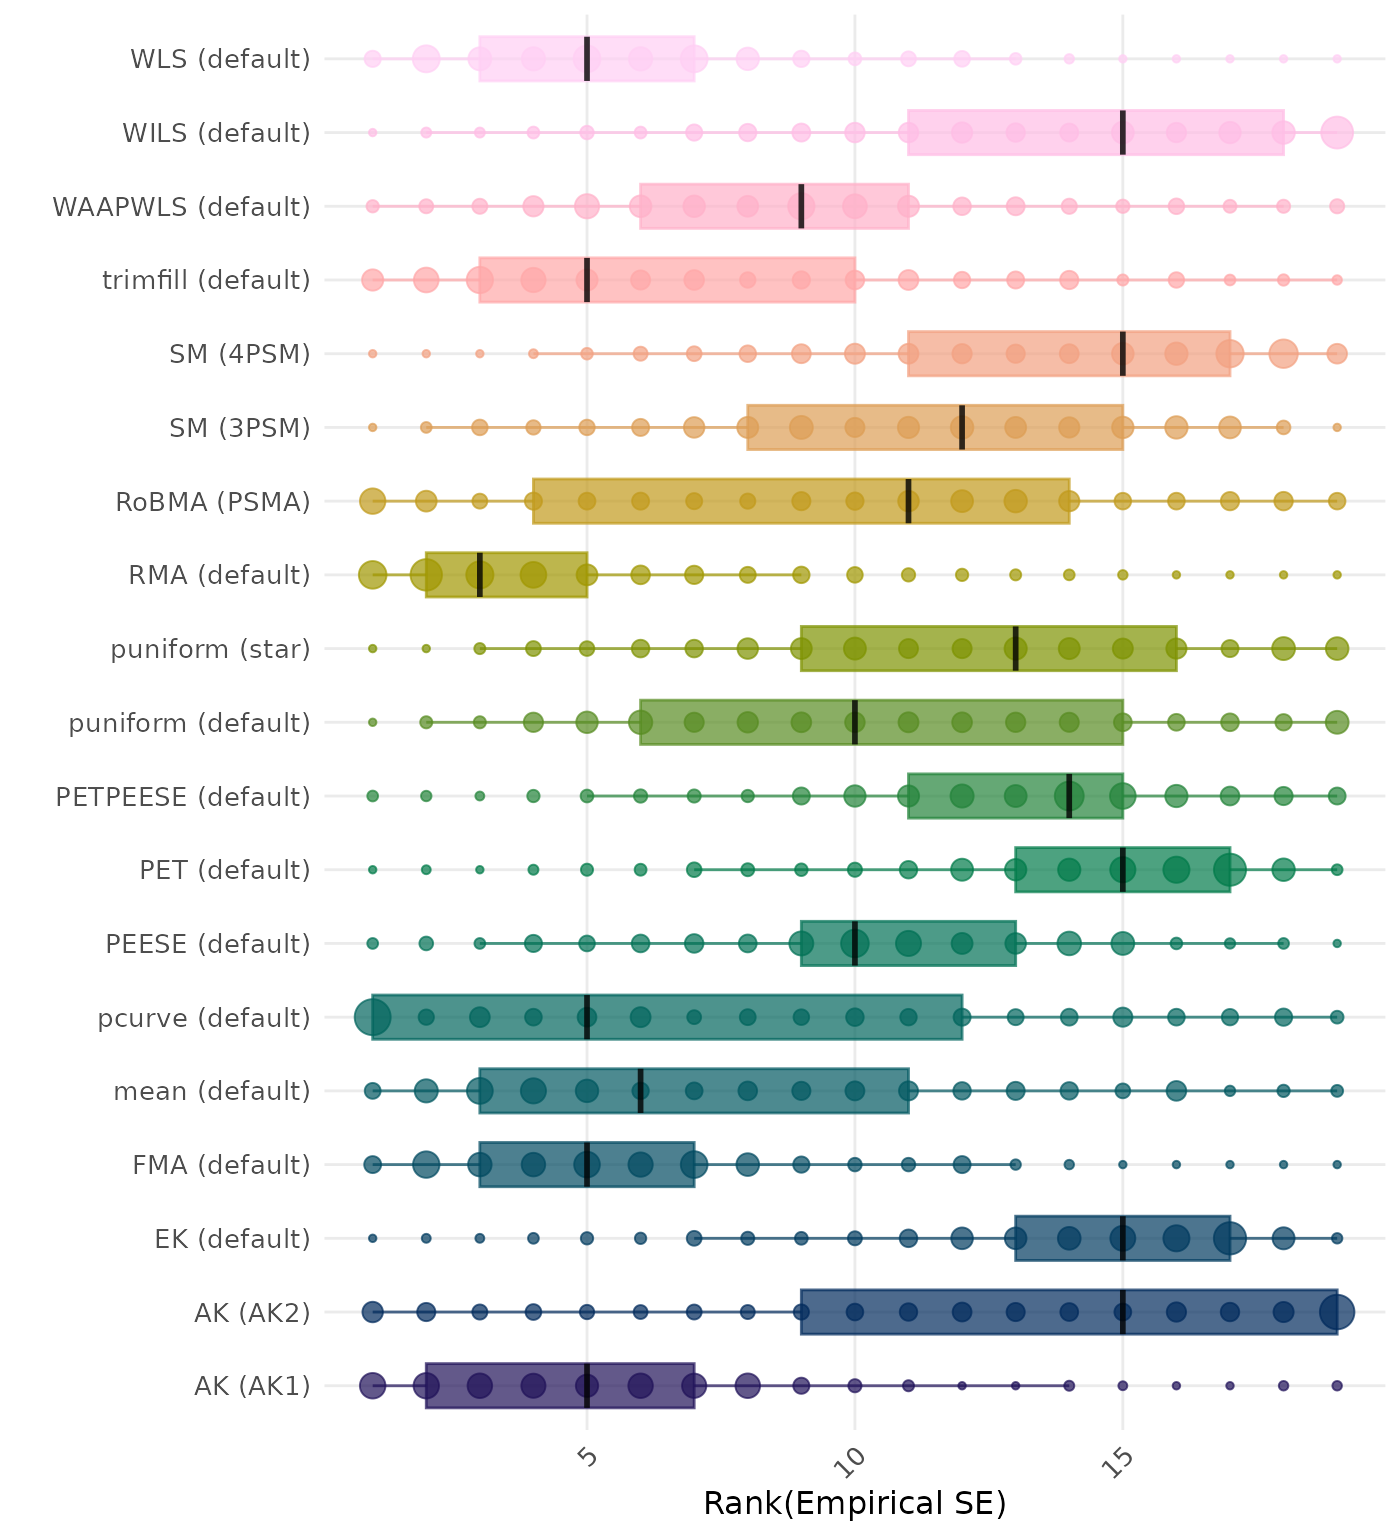 WLS (default)
WILS (default)
WAAPWLS (default)
trimfill (default)
SM (4PSM)
SM (3PSM)
RoBMA (PSMA)
RMA (default)
puniform (star)
puniform (default)
PETPEESE (default)
PET (default)
PEESE (default)
pcurve (default)
mean (default)
FMA (default)
EK (default)
AK (AK2)
AK (AK1)
5
10
15
Rank(Empirical SE)